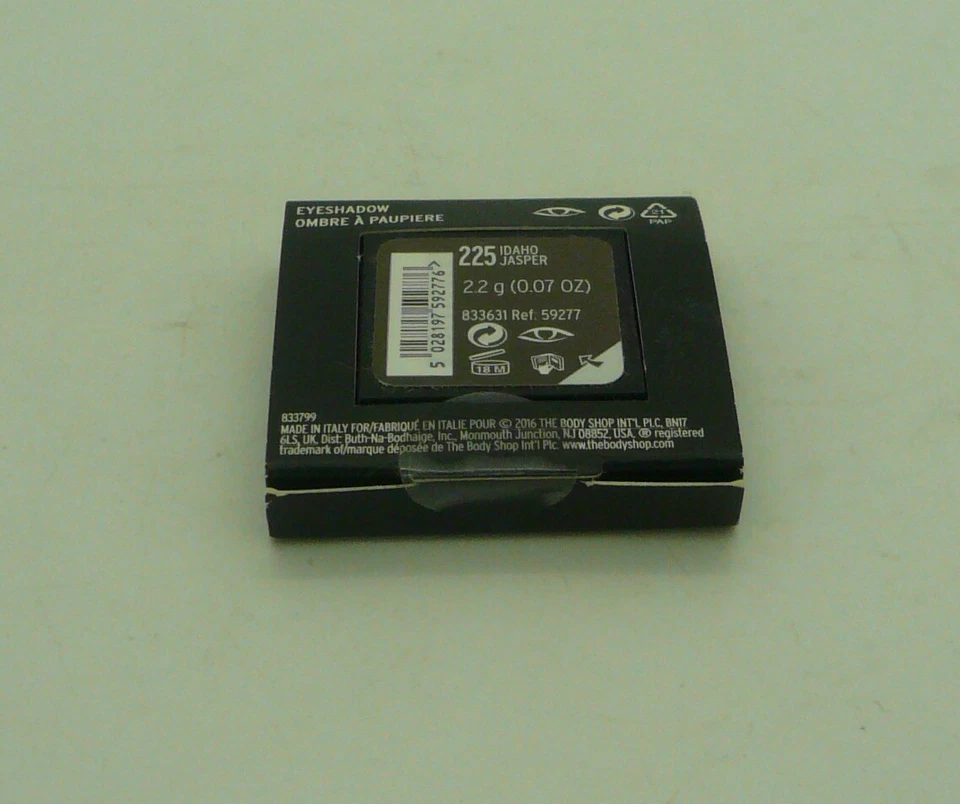 EYESHADOW
OMBRE À PAUPIERE
21
PAP
225 IDAHO
JASPER
2.2 g (0.07 OZ)
833631 Ref: 59277
18 M
5 028197 592776 >
833799
MADE IN ITALY FOR/FABRIQUÉ EN ITALIE POUR © 2016 THE BODY SHOP INT'L PLC, BN17
6LS, UK. Dist: Buth-Na-Bodhaige, Inc., Monmouth Junction, NJ 08852, USA. ® registered
trademark of/marque déposée de The Body Shop Int'l Plc. www.thebodyshop.com